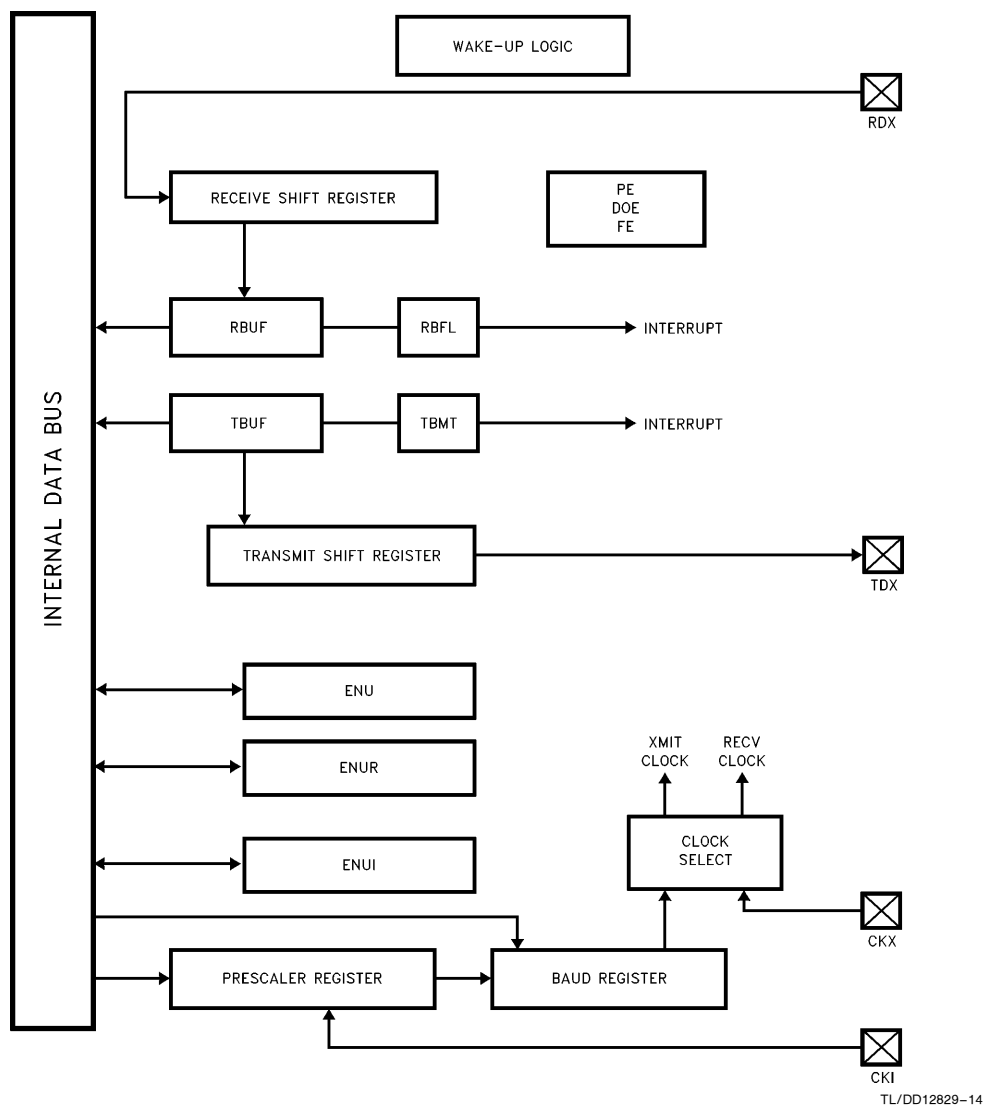 WAKE-UP LOGIC
RDX
RECEIVE SHIFT REGISTER
PE
DOE
FE
RBUF
RBFL
INTERRUPT
TBUF
TBMT
INTERRUPT
INTERNAL DATA BUS
TRANSMIT SHIFT REGISTER
TDX
ENU
ENUR
XMIT
CLOCK
RECV
CLOCK
CLOCK
SELECT
ENUI
CKX
PRESCALER REGISTER
BAUD REGISTER
CKI
TL/DD12829-14